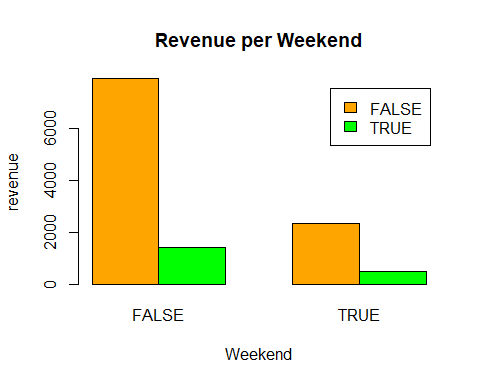 Revenue per Weekend
FALSE
TRUE
6000
4000
2000
0
revenue
FALSE
TRUE
Weekend